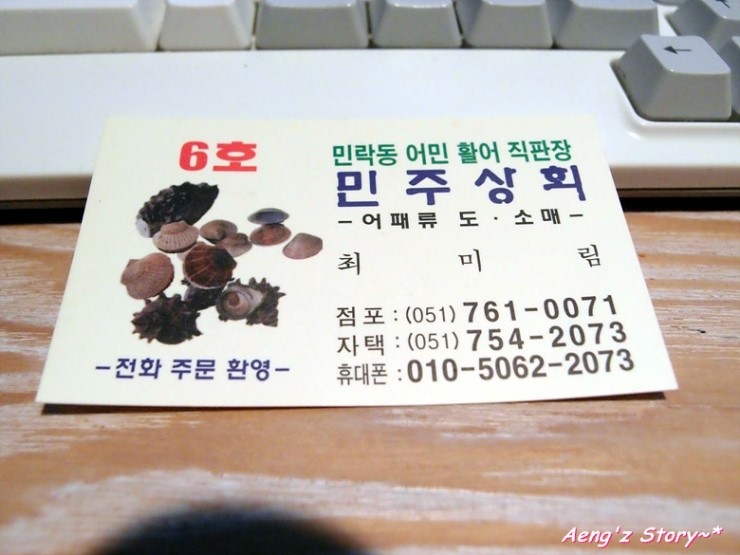 6호
민락동 어민 활어 직판장
민주상회
-어패류 도·소매-
최 미 림
점포 : (051) 761-0071
자택 : (051) 754-2073
휴대폰 : 010-5062-2073
-전화 주문 환영-
←
Aeng'z Story~*